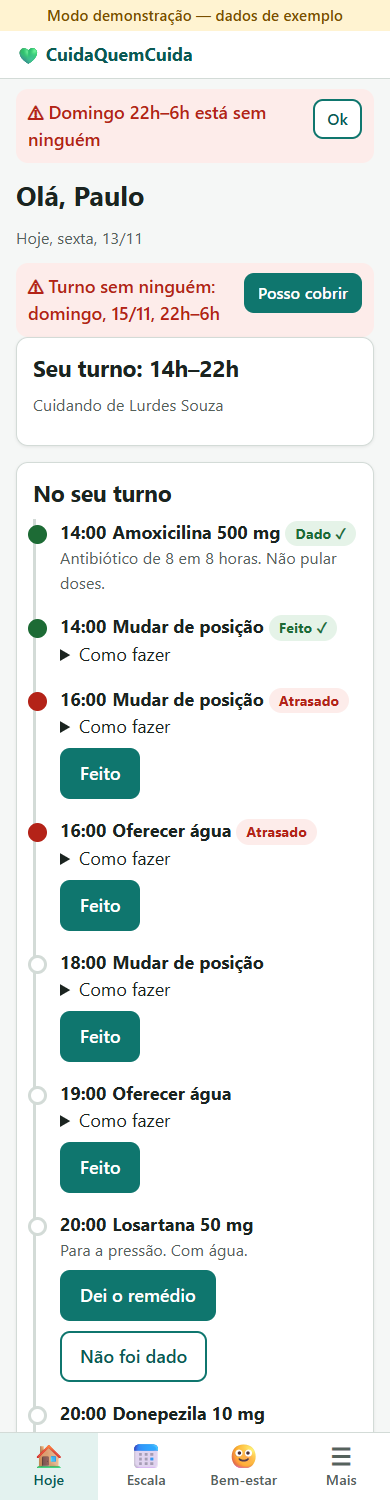 Modo demonstração — dados de exemplo
CuidaQuemCuida
⚠ Domingo 22h–6h está sem
ninguém
Ok
Olá, Paulo
Hoje, sexta, 13/11
⚠ Turno sem ninguém:
domingo, 15/11, 22h–6h
Posso cobrir
Seu turno: 14h–22h
Cuidando de Lurdes Souza
No seu turno
14:00 Amoxicilina 500 mg Dado ✓
Antibiótico de 8 em 8 horas. Não pular
doses.
14:00 Mudar de posição Feito ✓
▶ Como fazer
16:00 Mudar de posição Atrasado
▶ Como fazer
Feito
16:00 Oferecer água Atrasado
▶ Como fazer
Feito
18:00 Mudar de posição
▶ Como fazer
Feito
19:00 Oferecer água
▶ Como fazer
Feito
20:00 Losartana 50 mg
Para a pressão. Com água.
Dei o remédio
Não foi dado
20:00 Donepezila 10 mg
Hoje Escala Bem-estar Mais